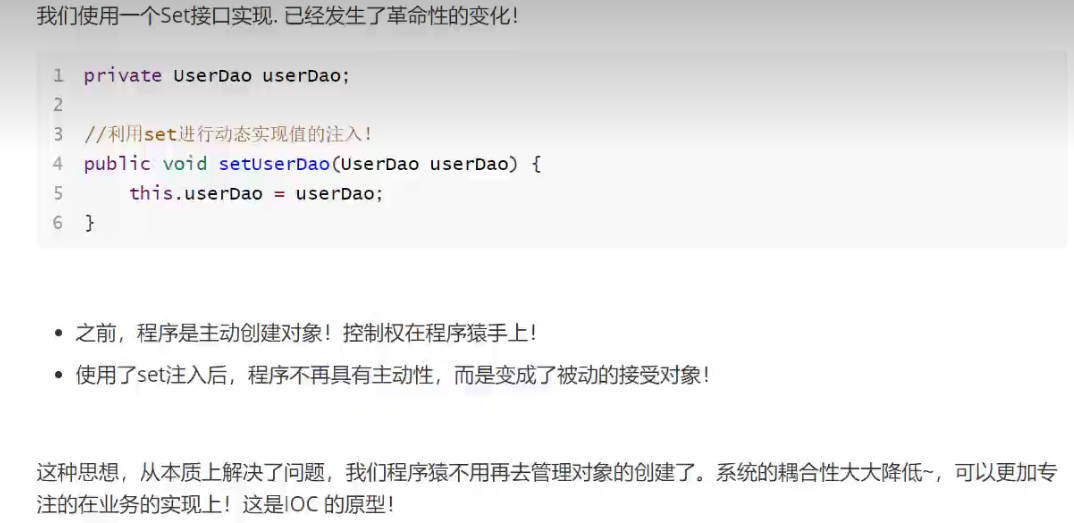 我们使用一个Set接口实现. 已经发生了革命性的变化！
1 private UserDao userDao;
2
3 //利用set进行动态实现值的注入！
4 public void setUserDao(UserDao userDao) {
5     this.userDao = userDao;
6 }
• 之前，程序是主动创建对象！控制权在程序猿手上！
• 使用了set注入后，程序不再具有主动性，而是变成了被动的接受对象！
这种思想，从本质上解决了问题，我们程序猿不用再去管理对象的创建了。系统的耦合性大大降低~，可以更加专
注的在业务的实现上！这是IOC 的原型！